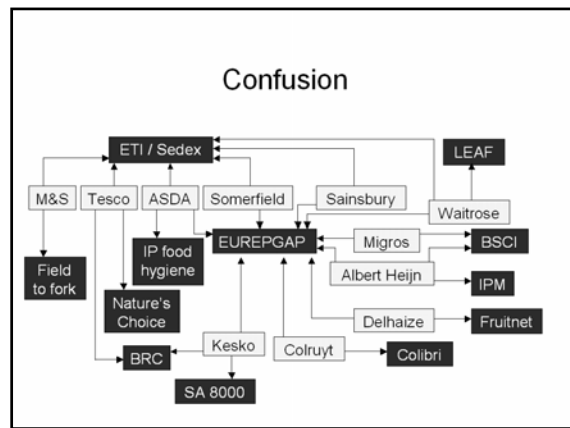 Confusion
ETI / Sedex
LEAF
M&S
Tesco
ASDA
Somerfield
Sainsbury
Waitrose
EUREPGAP
Migros
BSCI
Field
to fork
IP food
hygiene
Albert Heijn
IPM
Nature's
Choice
Delhaize
Fruitnet
BRC
Kesko
Colruyt
Colibri
SA 8000